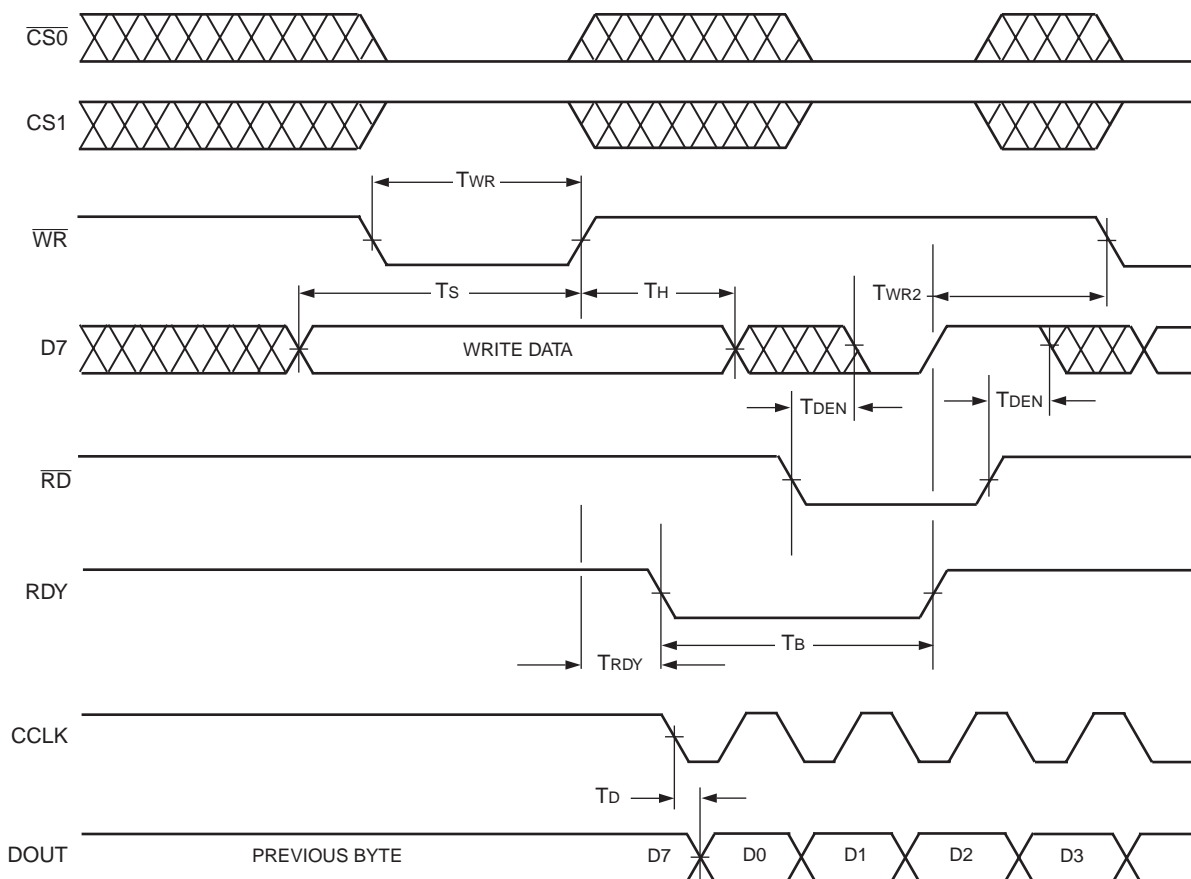 CS0
CS1
TWR
WR
TS
TH
TWR2
D7
WRITE DATA
TDEN
TDEN
RD
RDY
TB
TRDY
CCLK
TD
DOUT
PREVIOUS BYTE
D7
D0
D1
D2
D3